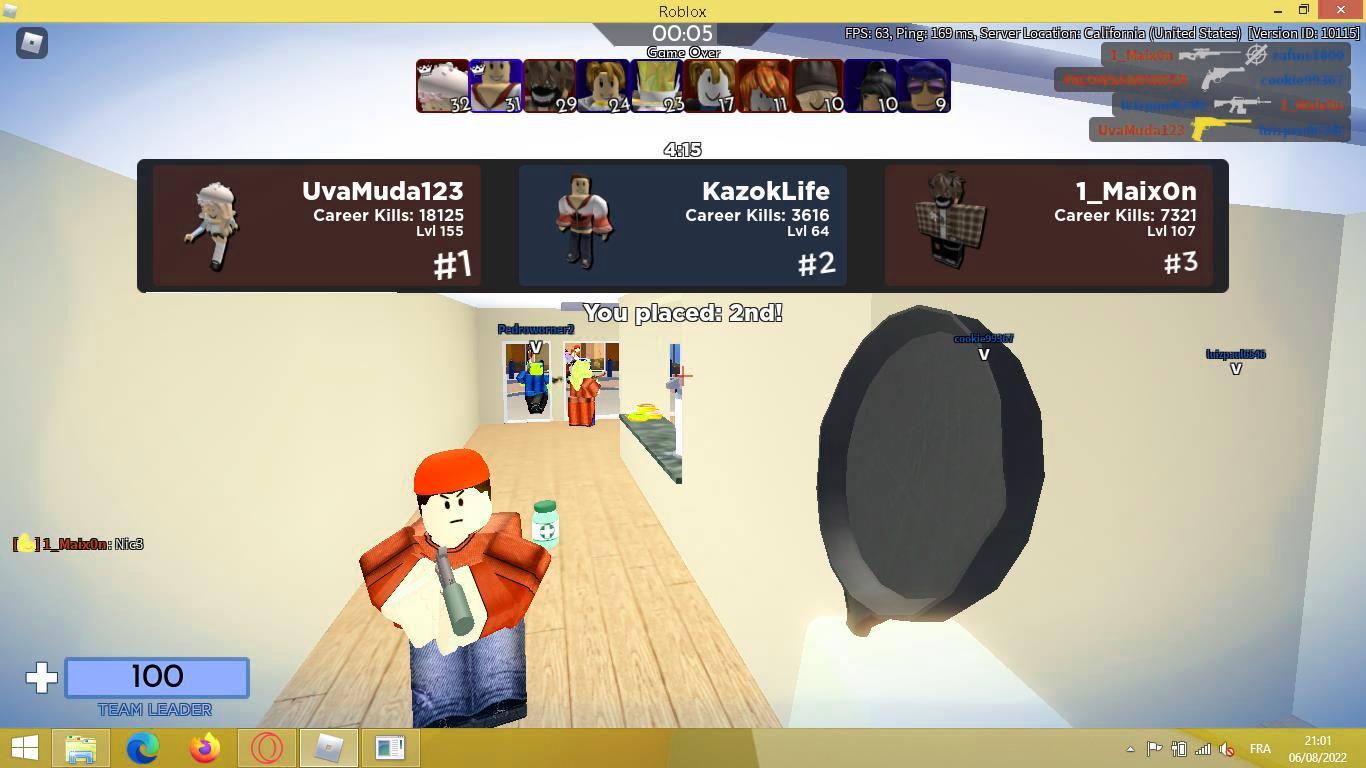 Roblox
00:05
Game Over
FPS: 63, Ping: 169 ms, Server Location: California (United States) [Version ID: 10115]
1_Maix0n
cookie99367
1_Maix0n
UvaMuda123
32 31 29 24 23 17 11 10 10 9
4:15
UvaMuda123
Career Kills: 18125
Lvl 155
#1
KazokLife
Career Kills: 3616
Lvl 64
#2
1_Maix0n
Career Kills: 7321
Lvl 107
#3
You placed: 2nd!
Pedroworner2
V
cookie99367
V
V
1_Maix0n: Nic3
100
TEAM LEADER
FRA
21:01
06/08/2022